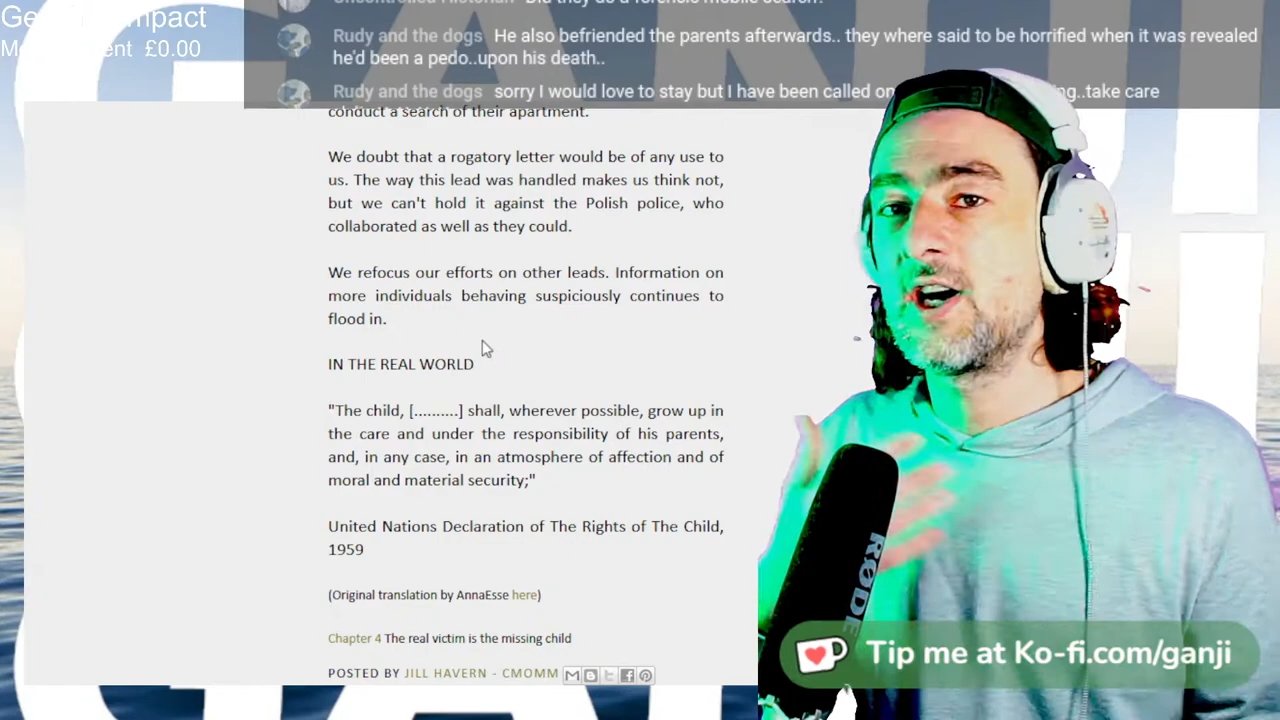 Ge
mpact
Rudy and the dogs He also befriended the parents afterwards.. they where said to be horrified when it was revealed
he'd been a pedo..upon his death..
Rudy and the dogs sorry I would love to stay but I have been called on
take care
£0.00
conduct a search of their apartment.
We doubt that a rogatory letter would be of any use to
us. The way this lead was handled makes us think not,
but we can't hold it against the Polish police, who
collaborated as well as they could.
We refocus our efforts on other leads. Information on
more individuals behaving suspiciously continues to
flood in.
IN THE REAL WORLD
"The child, [..........] shall, wherever possible, grow up in
the care and under the responsibility of his parents,
and, in any case, in an atmosphere of affection and of
moral and material security;"
United Nations Declaration of The Rights of The Child,
1959
(Original translation by AnnaEsse here)
Chapter 4 The real victim is the missing child
POSTED BY JILL HAVERN - CMOMM
RØDE
Tip me at Ko-fi.com/ganji